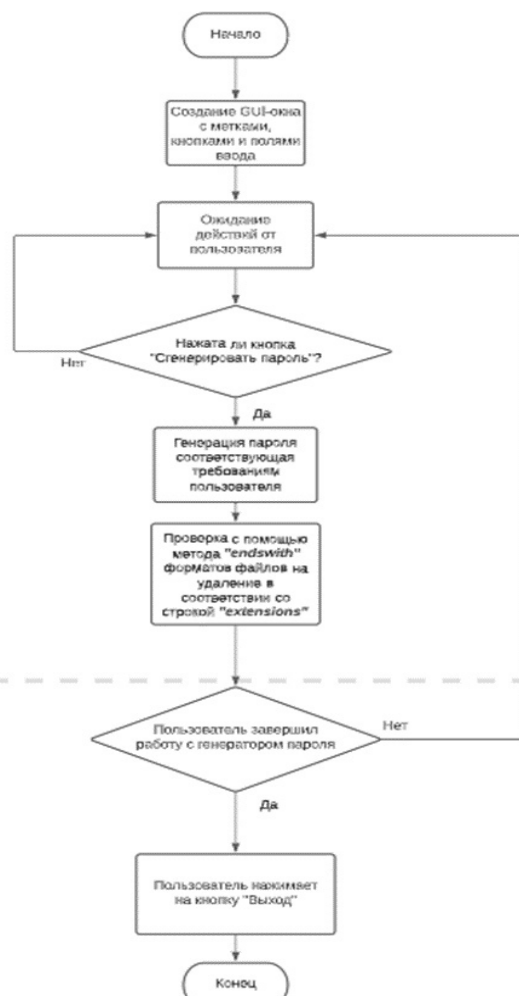 Начало
Создание GUI-окна
с метками,
кнопками и полями
ввода
Ожидание
действий от
пользователя
Нажата ли кнопка
"Сгенерировать пароль"?
Нет
Да
Генерация пароля
соответствующая
требованиям
пользователя
Проверка с помощью
метода "endswith"
форматов файлов на
удаление в
соответствии со
строкой "extensions"
Пользователь завершил
работу с генератором пароля
Нет
Да
Пользователь нажимает
на кнопку "Выход"
Конец